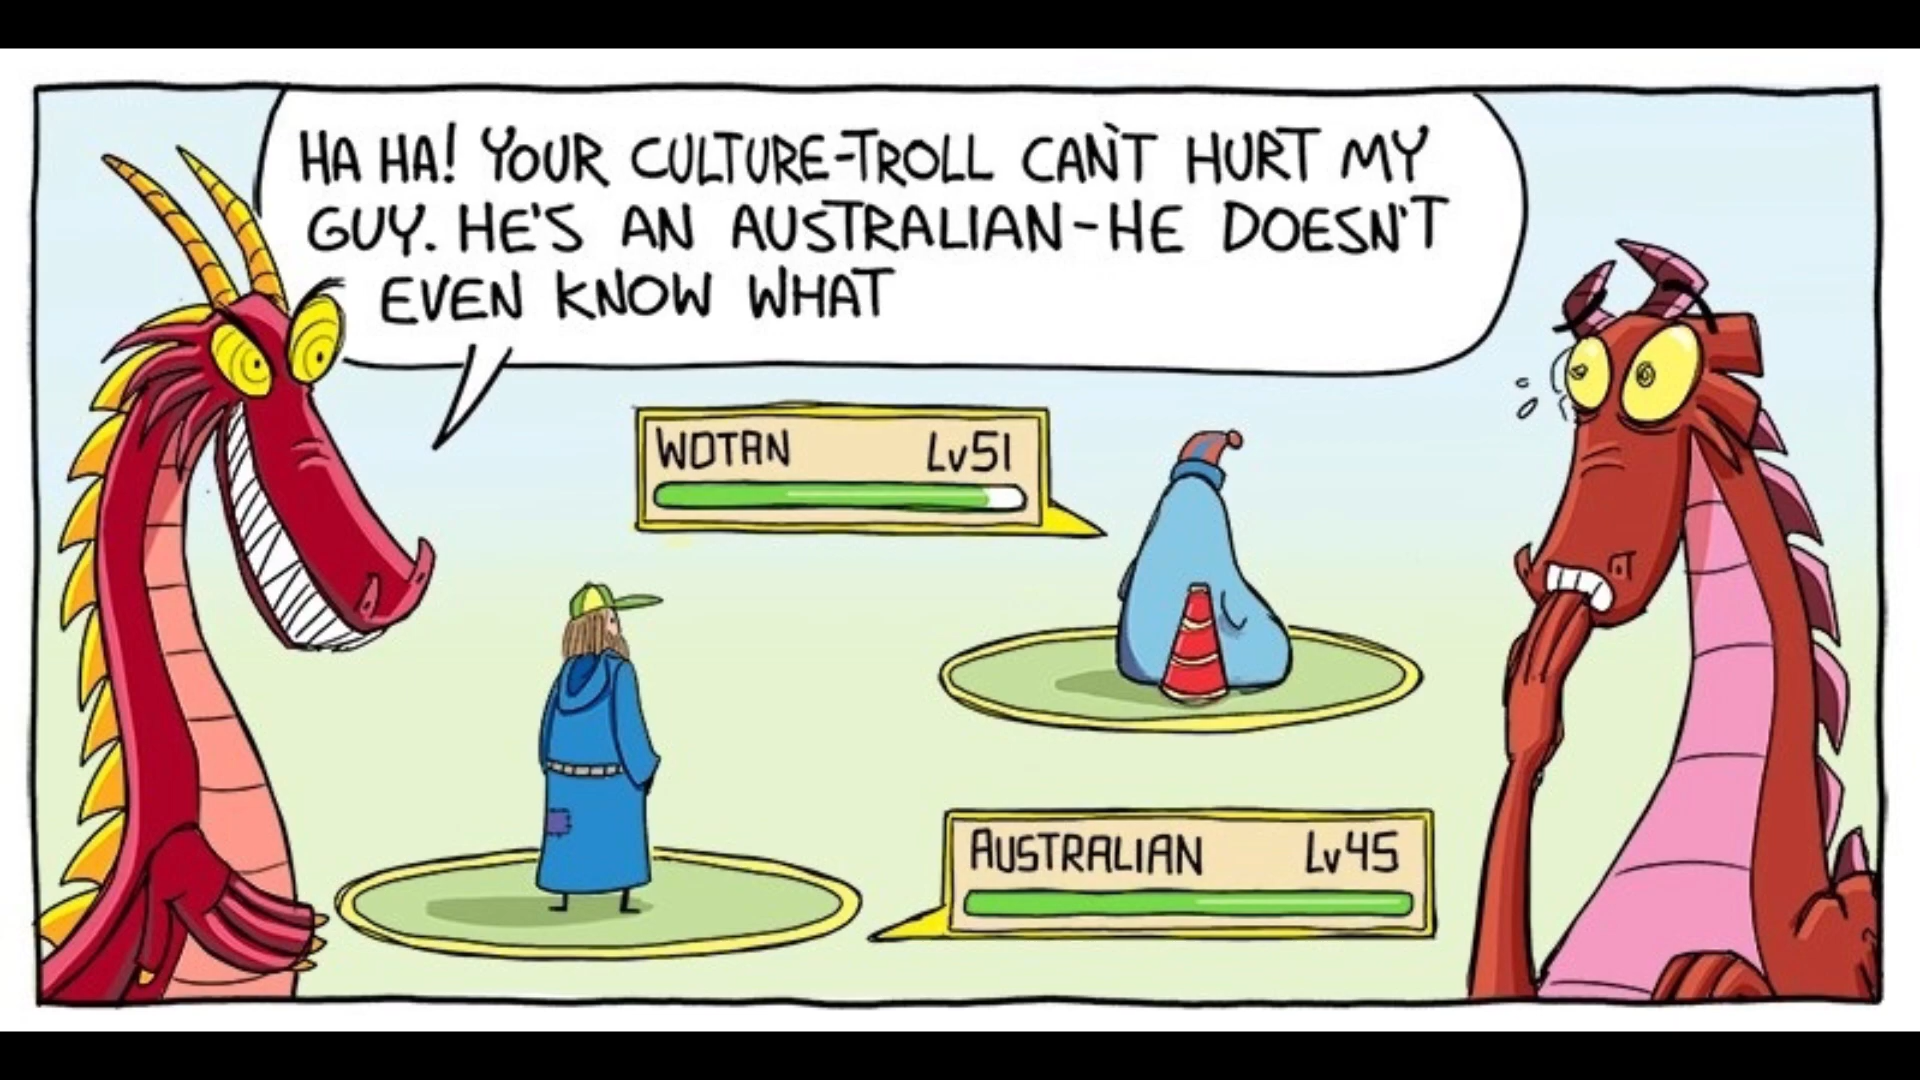 HA HA! YOUR CULTURE-TROLL CAN'T HURT MY
GUY. HE'S AN AUSTRALIAN-HE DOESN'T
EVEN KNOW WHAT
WOTAN Lv51
AUSTRALIAN Lv45